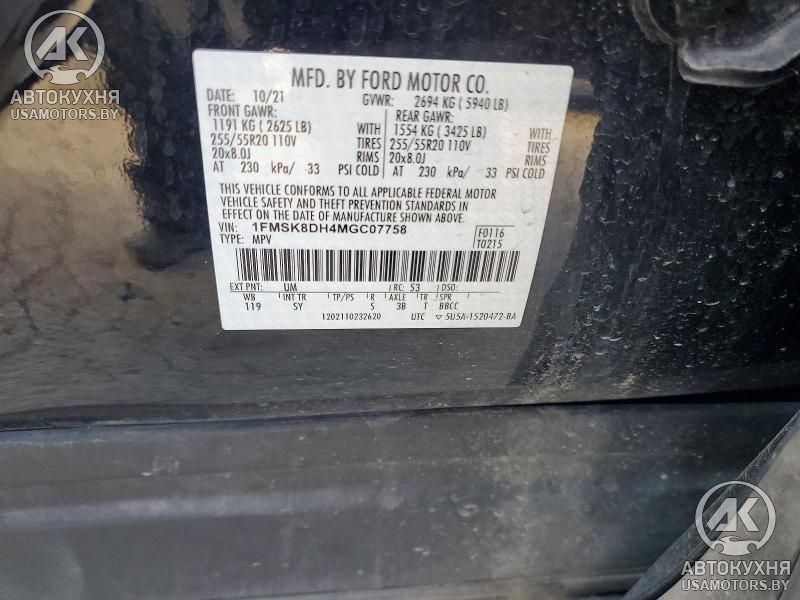 AK
АВТОКУХНЯ
USAMOTORS.BY
MFD. BY FORD MOTOR CO.
DATE: 10/21 GVWR: 2694 KG ( 5940 LB)
FRONT GAWR: REAR GAWR:
1191 KG ( 2625 LB) WITH 1554 KG ( 3425 LB) WITH
255/55R20 110V TIRES 255/55R20 110V TIRES
20x8.0J RIMS 20x8.0J RIMS
AT 230 kPa/ 33 PSI COLD AT 230 kPa/ 33 PSI COLD
THIS VEHICLE CONFORMS TO ALL APPLICABLE FEDERAL MOTOR
VEHICLE SAFETY AND THEFT PREVENTION STANDARDS IN
EFFECT ON THE DATE OF MANUFACTURE SHOWN ABOVE.
VIN: 1FMSK8DH4MGC07758 F0116
TYPE: MPV T0215
EXT PNT: UM RC: 53 DSO:
WB INT TR TP/PS R AXLE TR SPR
119 SY S 3B T BBCC
1202110232620 UTC ▽ 5U5A-1520472-BA
AK
АВТОКУХНЯ
USAMOTORS.BY